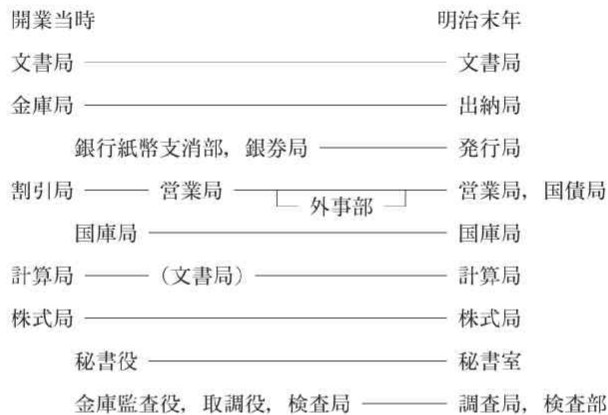 開業当時 明治末年
文書局 文書局
金庫局 出納局
銀行紙幣支消部，銀券局 発行局
割引局 営業局 営業局，国債局
外事部
国庫局 国庫局
計算局 （文書局） 計算局
株式局 株式局
秘書役 秘書室
金庫監査役，取調役，検査局 調査局，検査部